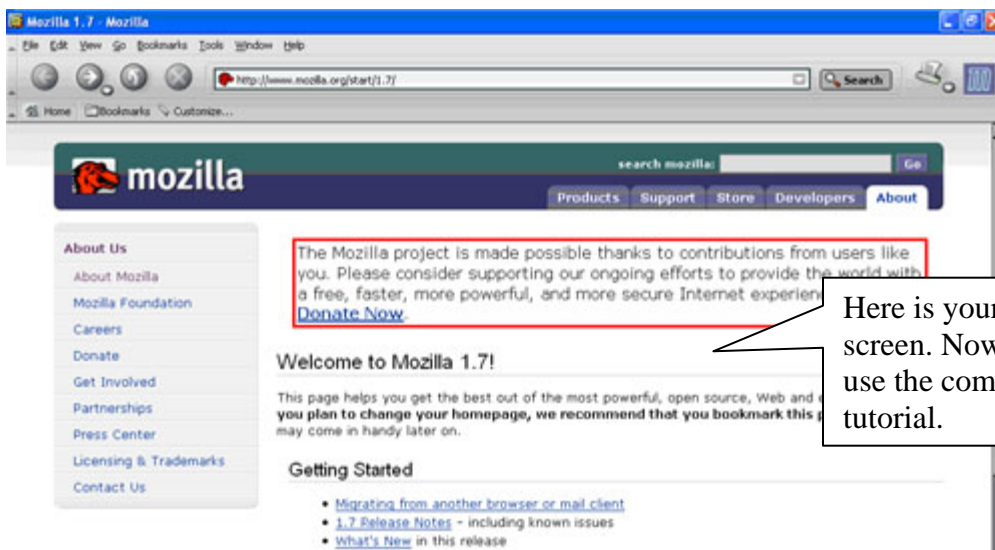 Mozilla 1.7 - Mozilla
File Edit View Go Bookmarks Tools Window Help
http://www.mozilla.org/start/1.7/
Search
Home Bookmarks Customize...
mozilla
search mozilla:
Go
Products Support Store Developers About
About Us
About Mozilla
Mozilla Foundation
Careers
Donate
Get Involved
Partnerships
Press Center
Licensing & Trademarks
Contact Us
The Mozilla project is made possible thanks to contributions from users like
you. Please consider supporting our ongoing efforts to provide the world with
a free, faster, more powerful, and more secure Internet
Donate Now.
Welcome to Mozilla 1.7!
This page helps you get the best out of the most powerful, open source, Web and
you plan to change your homepage, we recommend that you bookmark this
may come in handy later on.
Getting Started
• Migrating from another browser or mail client
• 1.7 Release Notes - including known issues
• What's New in this release
Here is your
screen. Now
use the com
tutorial.